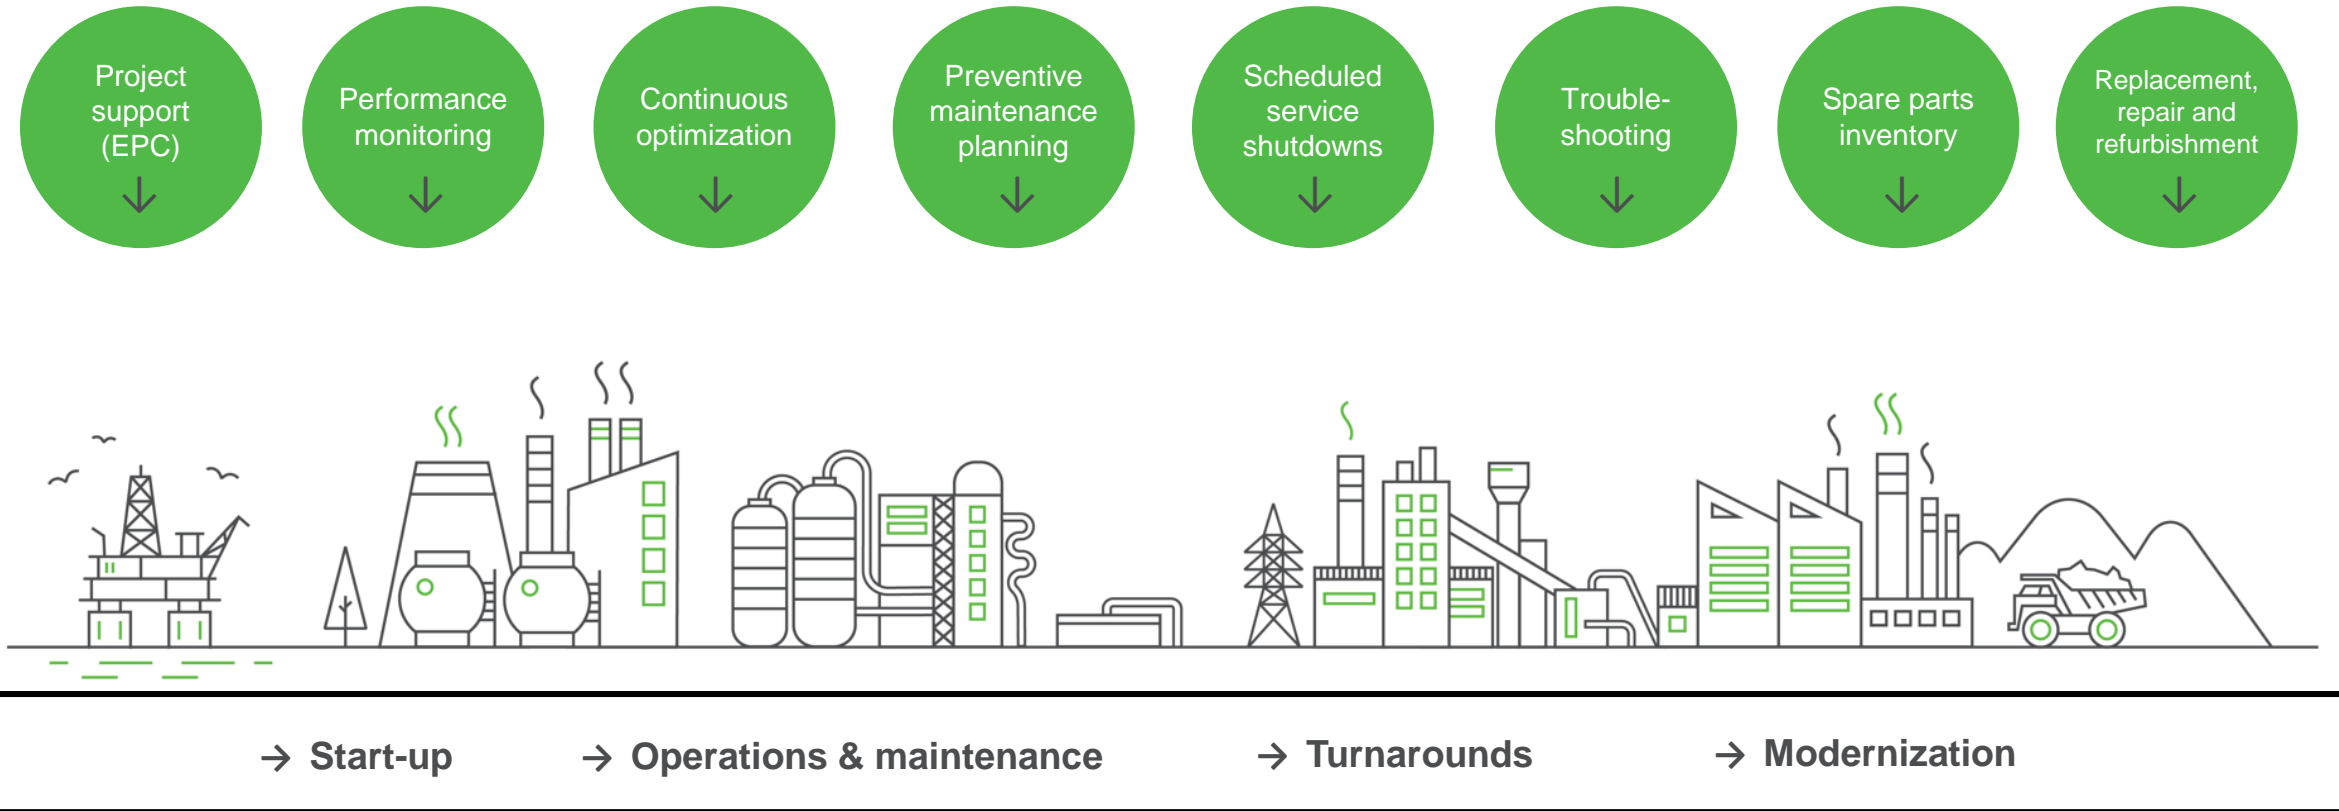 Project
support
(EPC)
Performance
monitoring
Continuous
optimization
Preventive
maintenance
planning
Scheduled
service
shutdowns
Trouble-
shooting
Spare parts
inventory
Replacement,
repair and
refurbishment
→ Start-up
→ Operations & maintenance
→ Turnarounds
→ Modernization